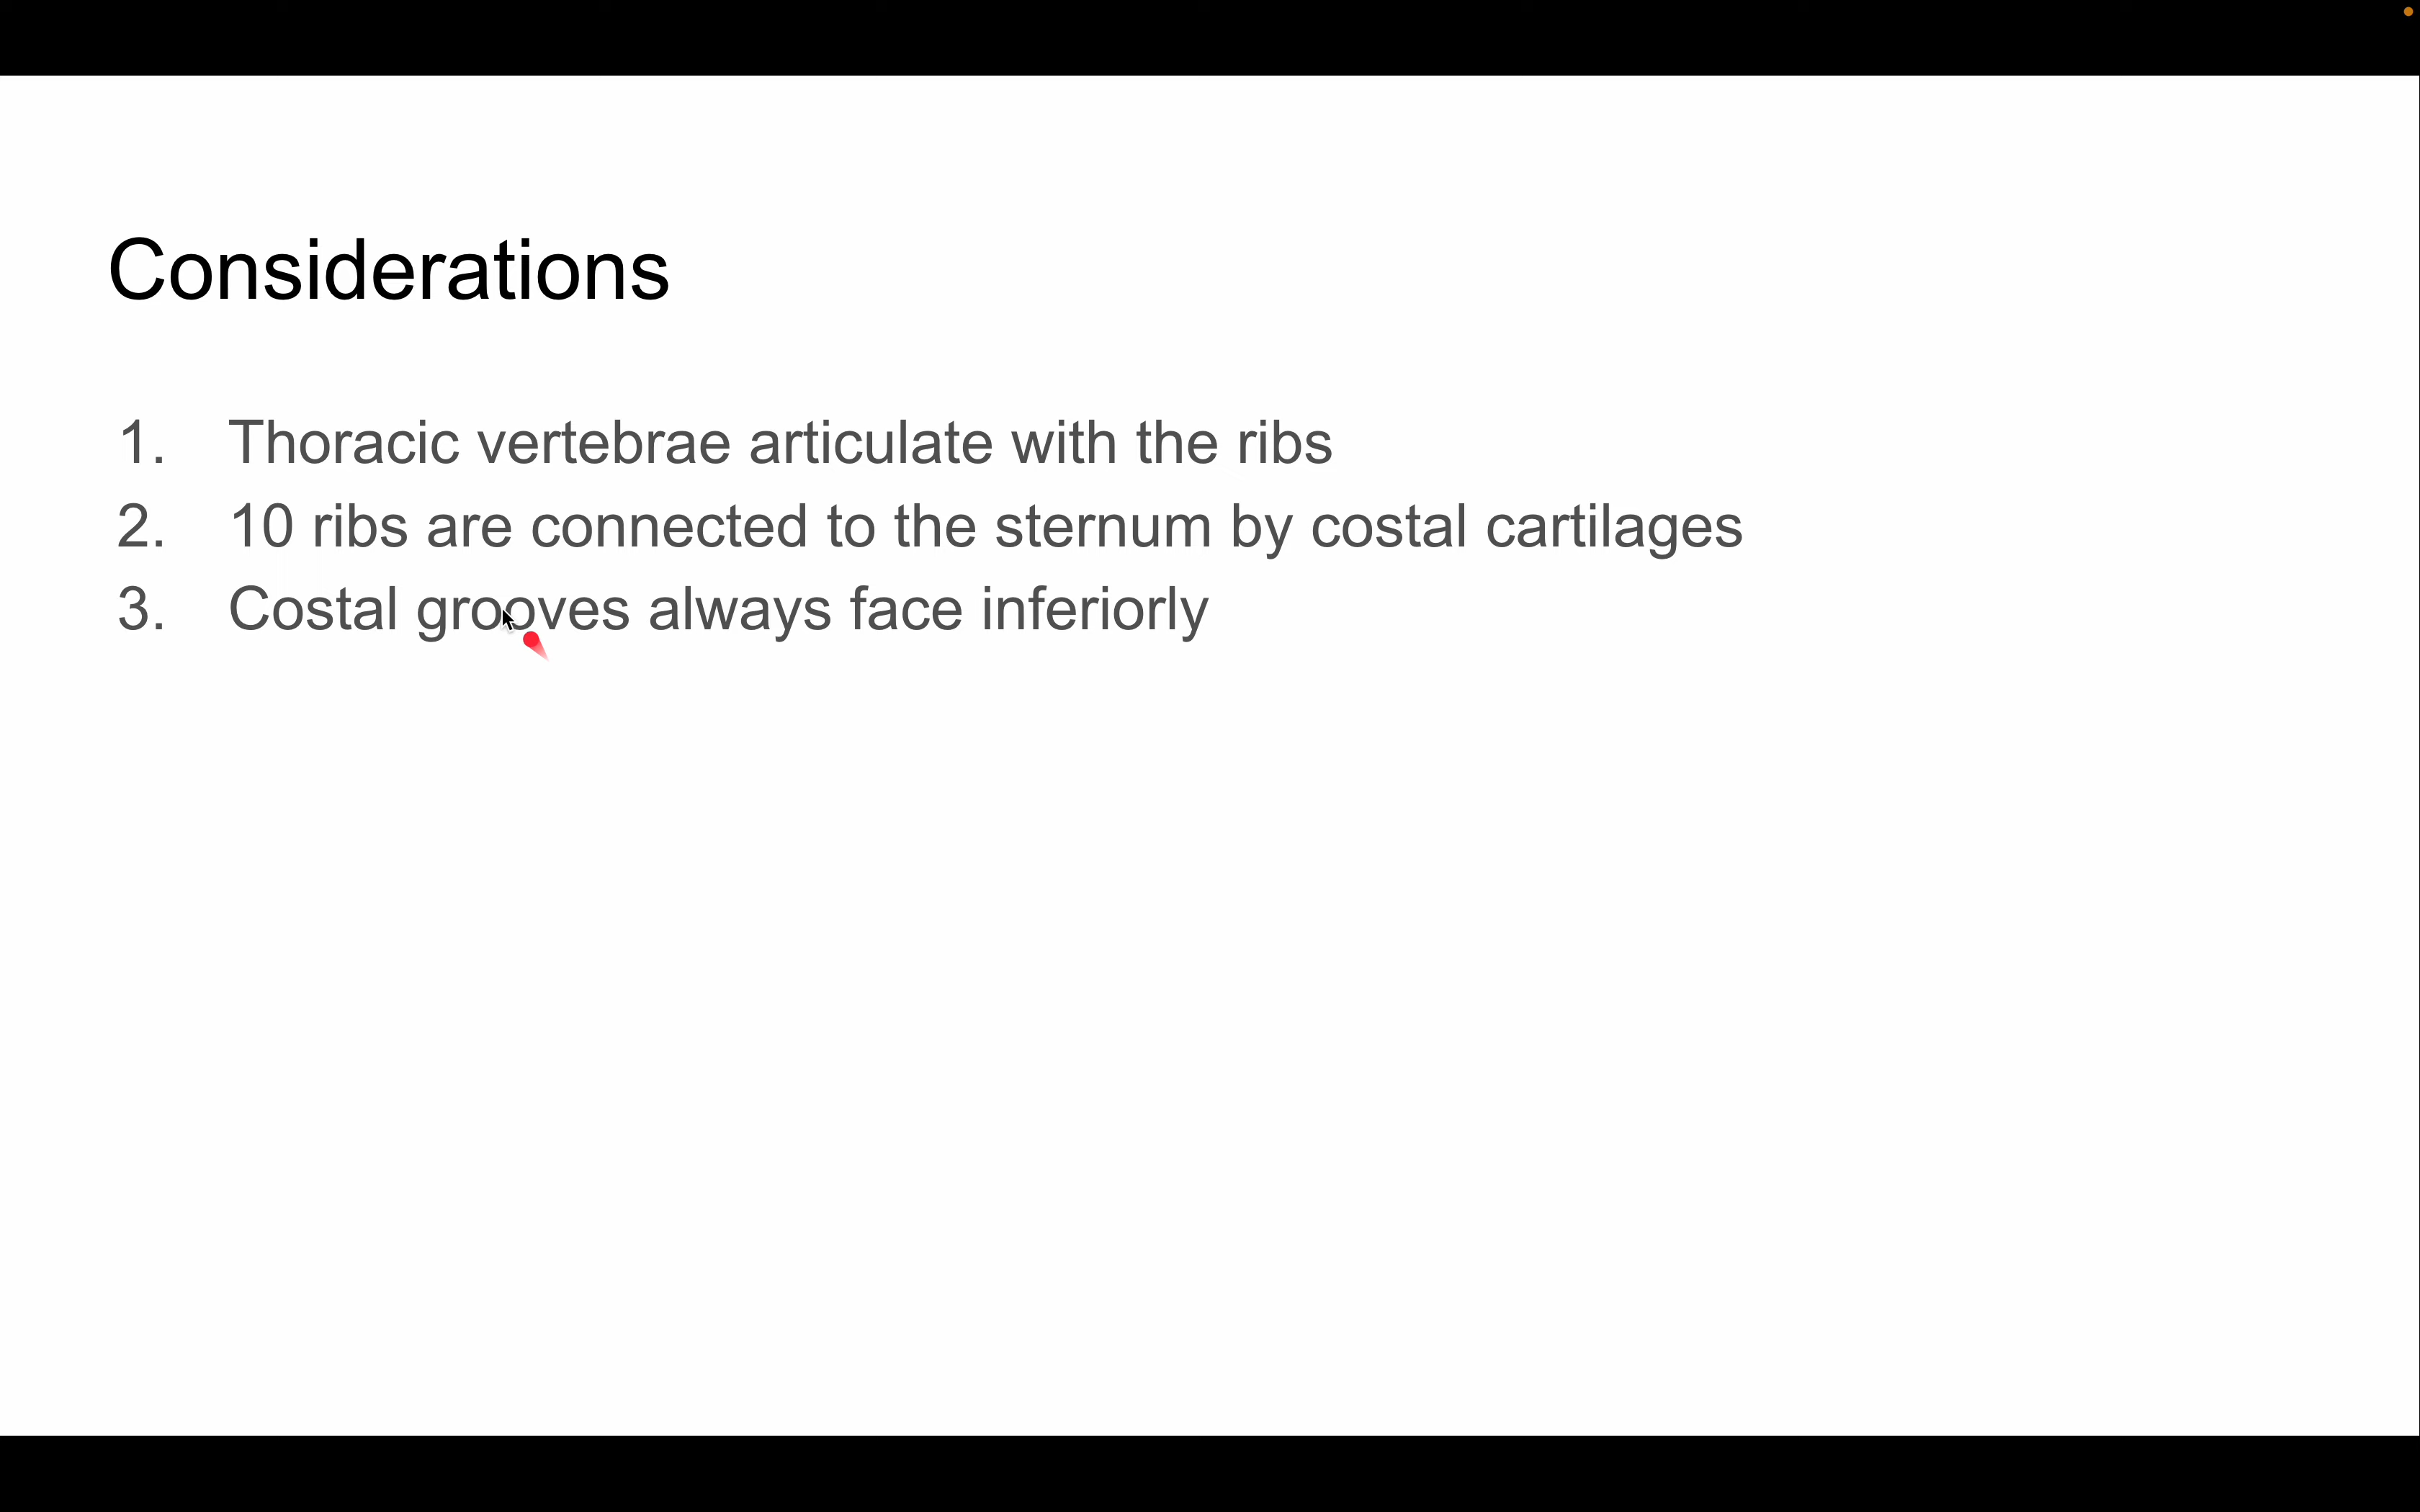 Considerations
1. Thoracic vertebrae articulate with the ribs
2. 10 ribs are connected to the sternum by costal cartilages
3. Costal grooves always face inferiorly